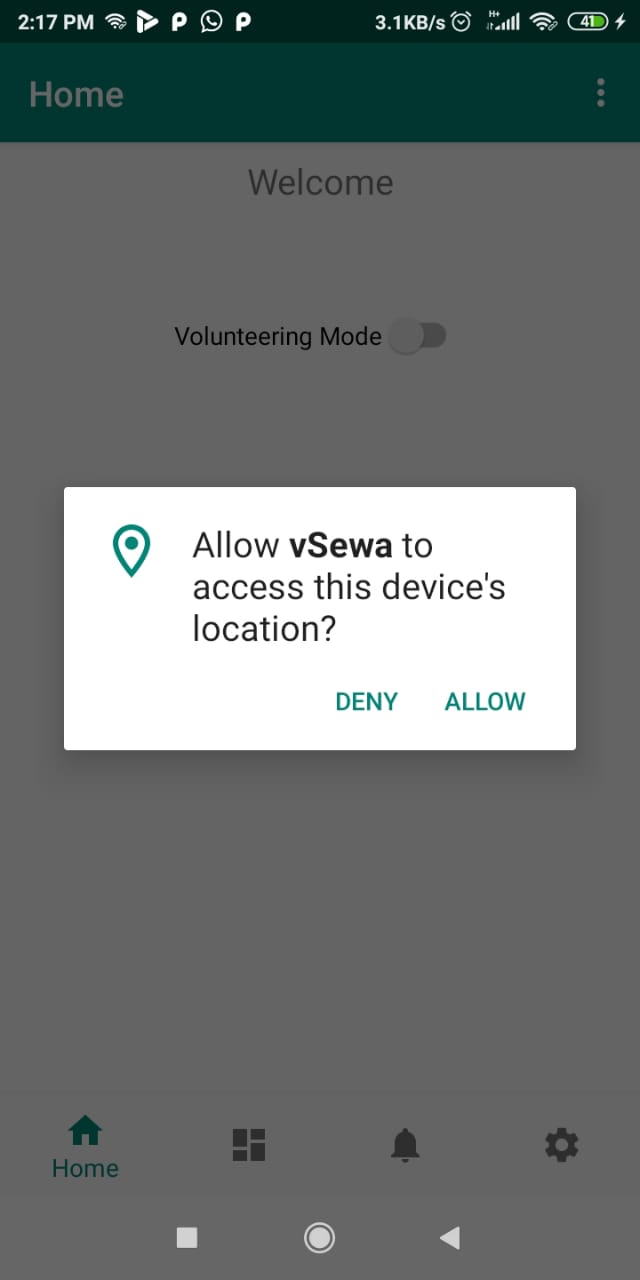 2:17 PM 3.1KB/s H+ 41
Home
Welcome
Volunteering Mode
Allow vSewa to
access this device's
location?
DENY ALLOW
Home